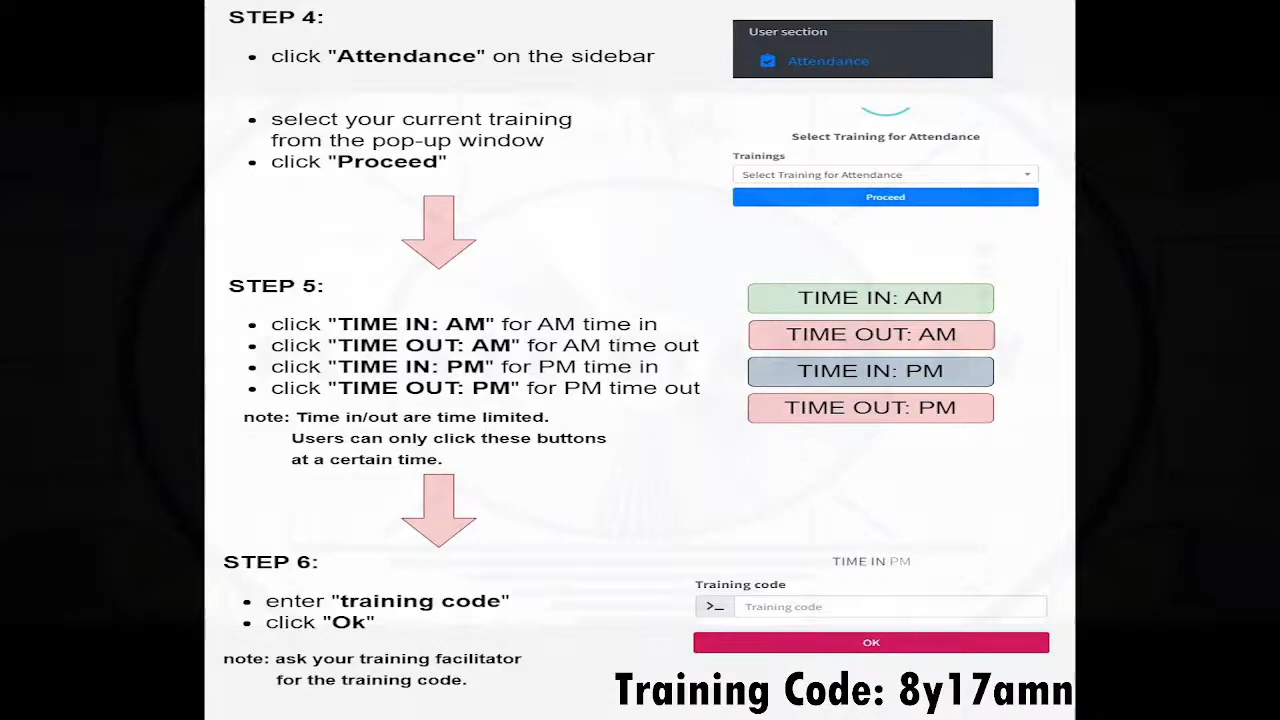 STEP 4:
• click "Attendance" on the sidebar
User section
Attendance
• select your current training
from the pop-up window
• click "Proceed"
Select Training for Attendance
Trainings
Select Training for Attendance
Proceed
STEP 5:
• click "TIME IN: AM" for AM time in
• click "TIME OUT: AM" for AM time out
• click "TIME IN: PM" for PM time in
• click "TIME OUT: PM" for PM time out
note: Time in/out are time limited.
Users can only click these buttons
at a certain time.
TIME IN: AM
TIME OUT: AM
TIME IN: PM
TIME OUT: PM
STEP 6:
• enter "training code"
• click "Ok"
note: ask your training facilitator
for the training code.
TIME IN PM
Training code
>_ Training code
OK
Training Code: 8y17amn